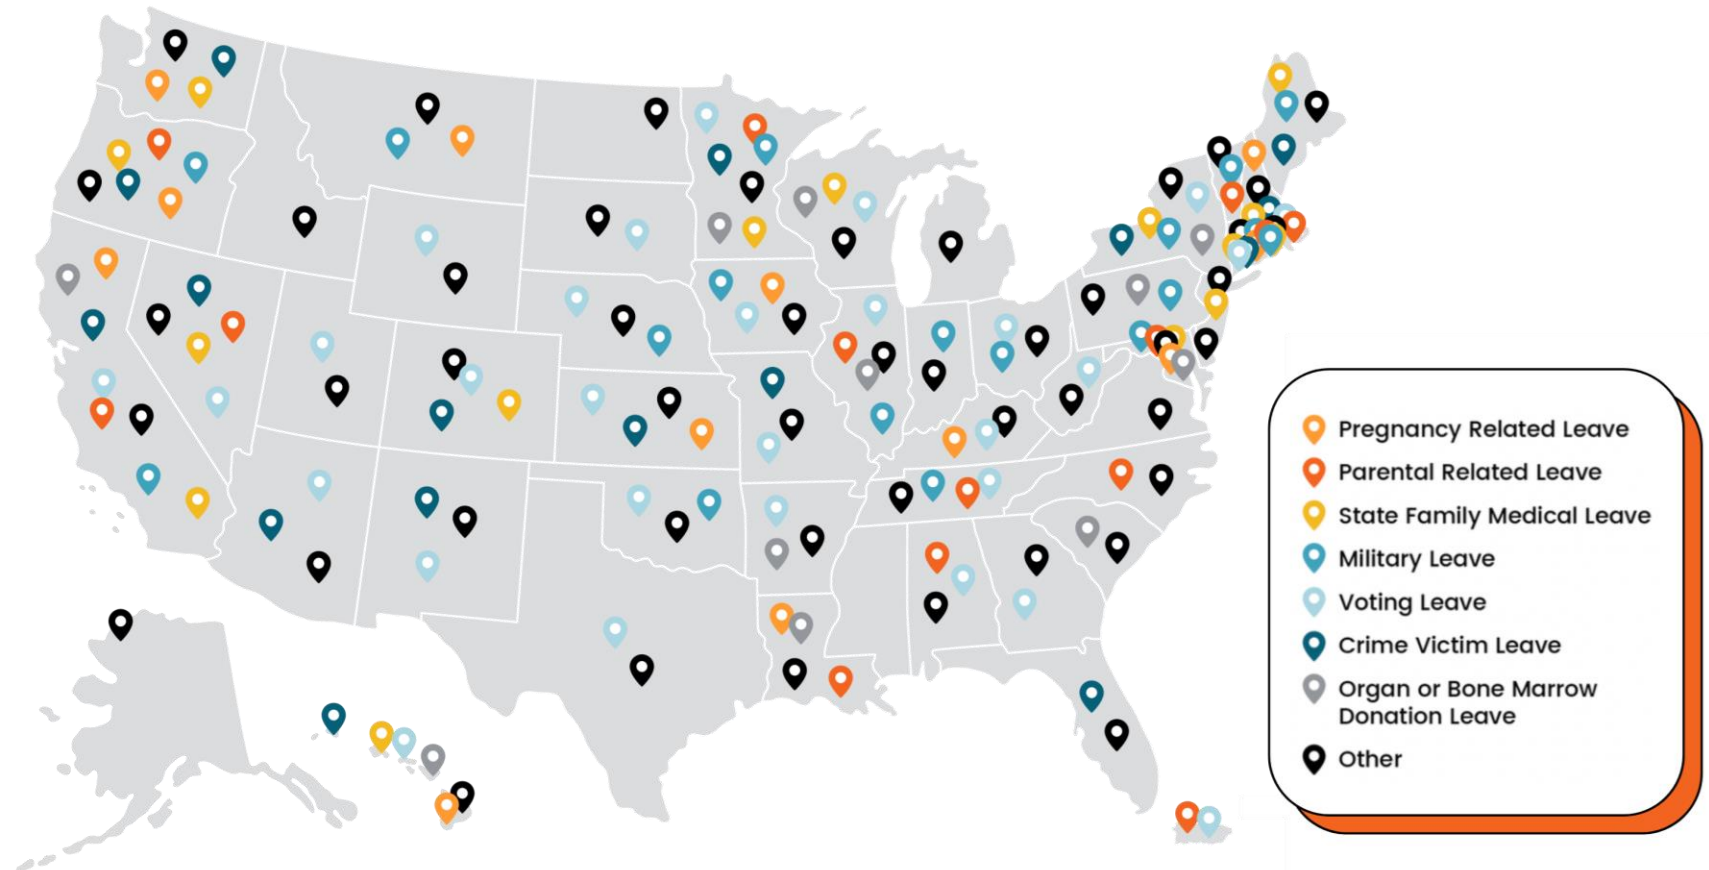 Pregnancy Related Leave
Parental Related Leave
State Family Medical Leave
Military Leave
Voting Leave
Crime Victim Leave
Organ or Bone Marrow
Donation Leave
Other